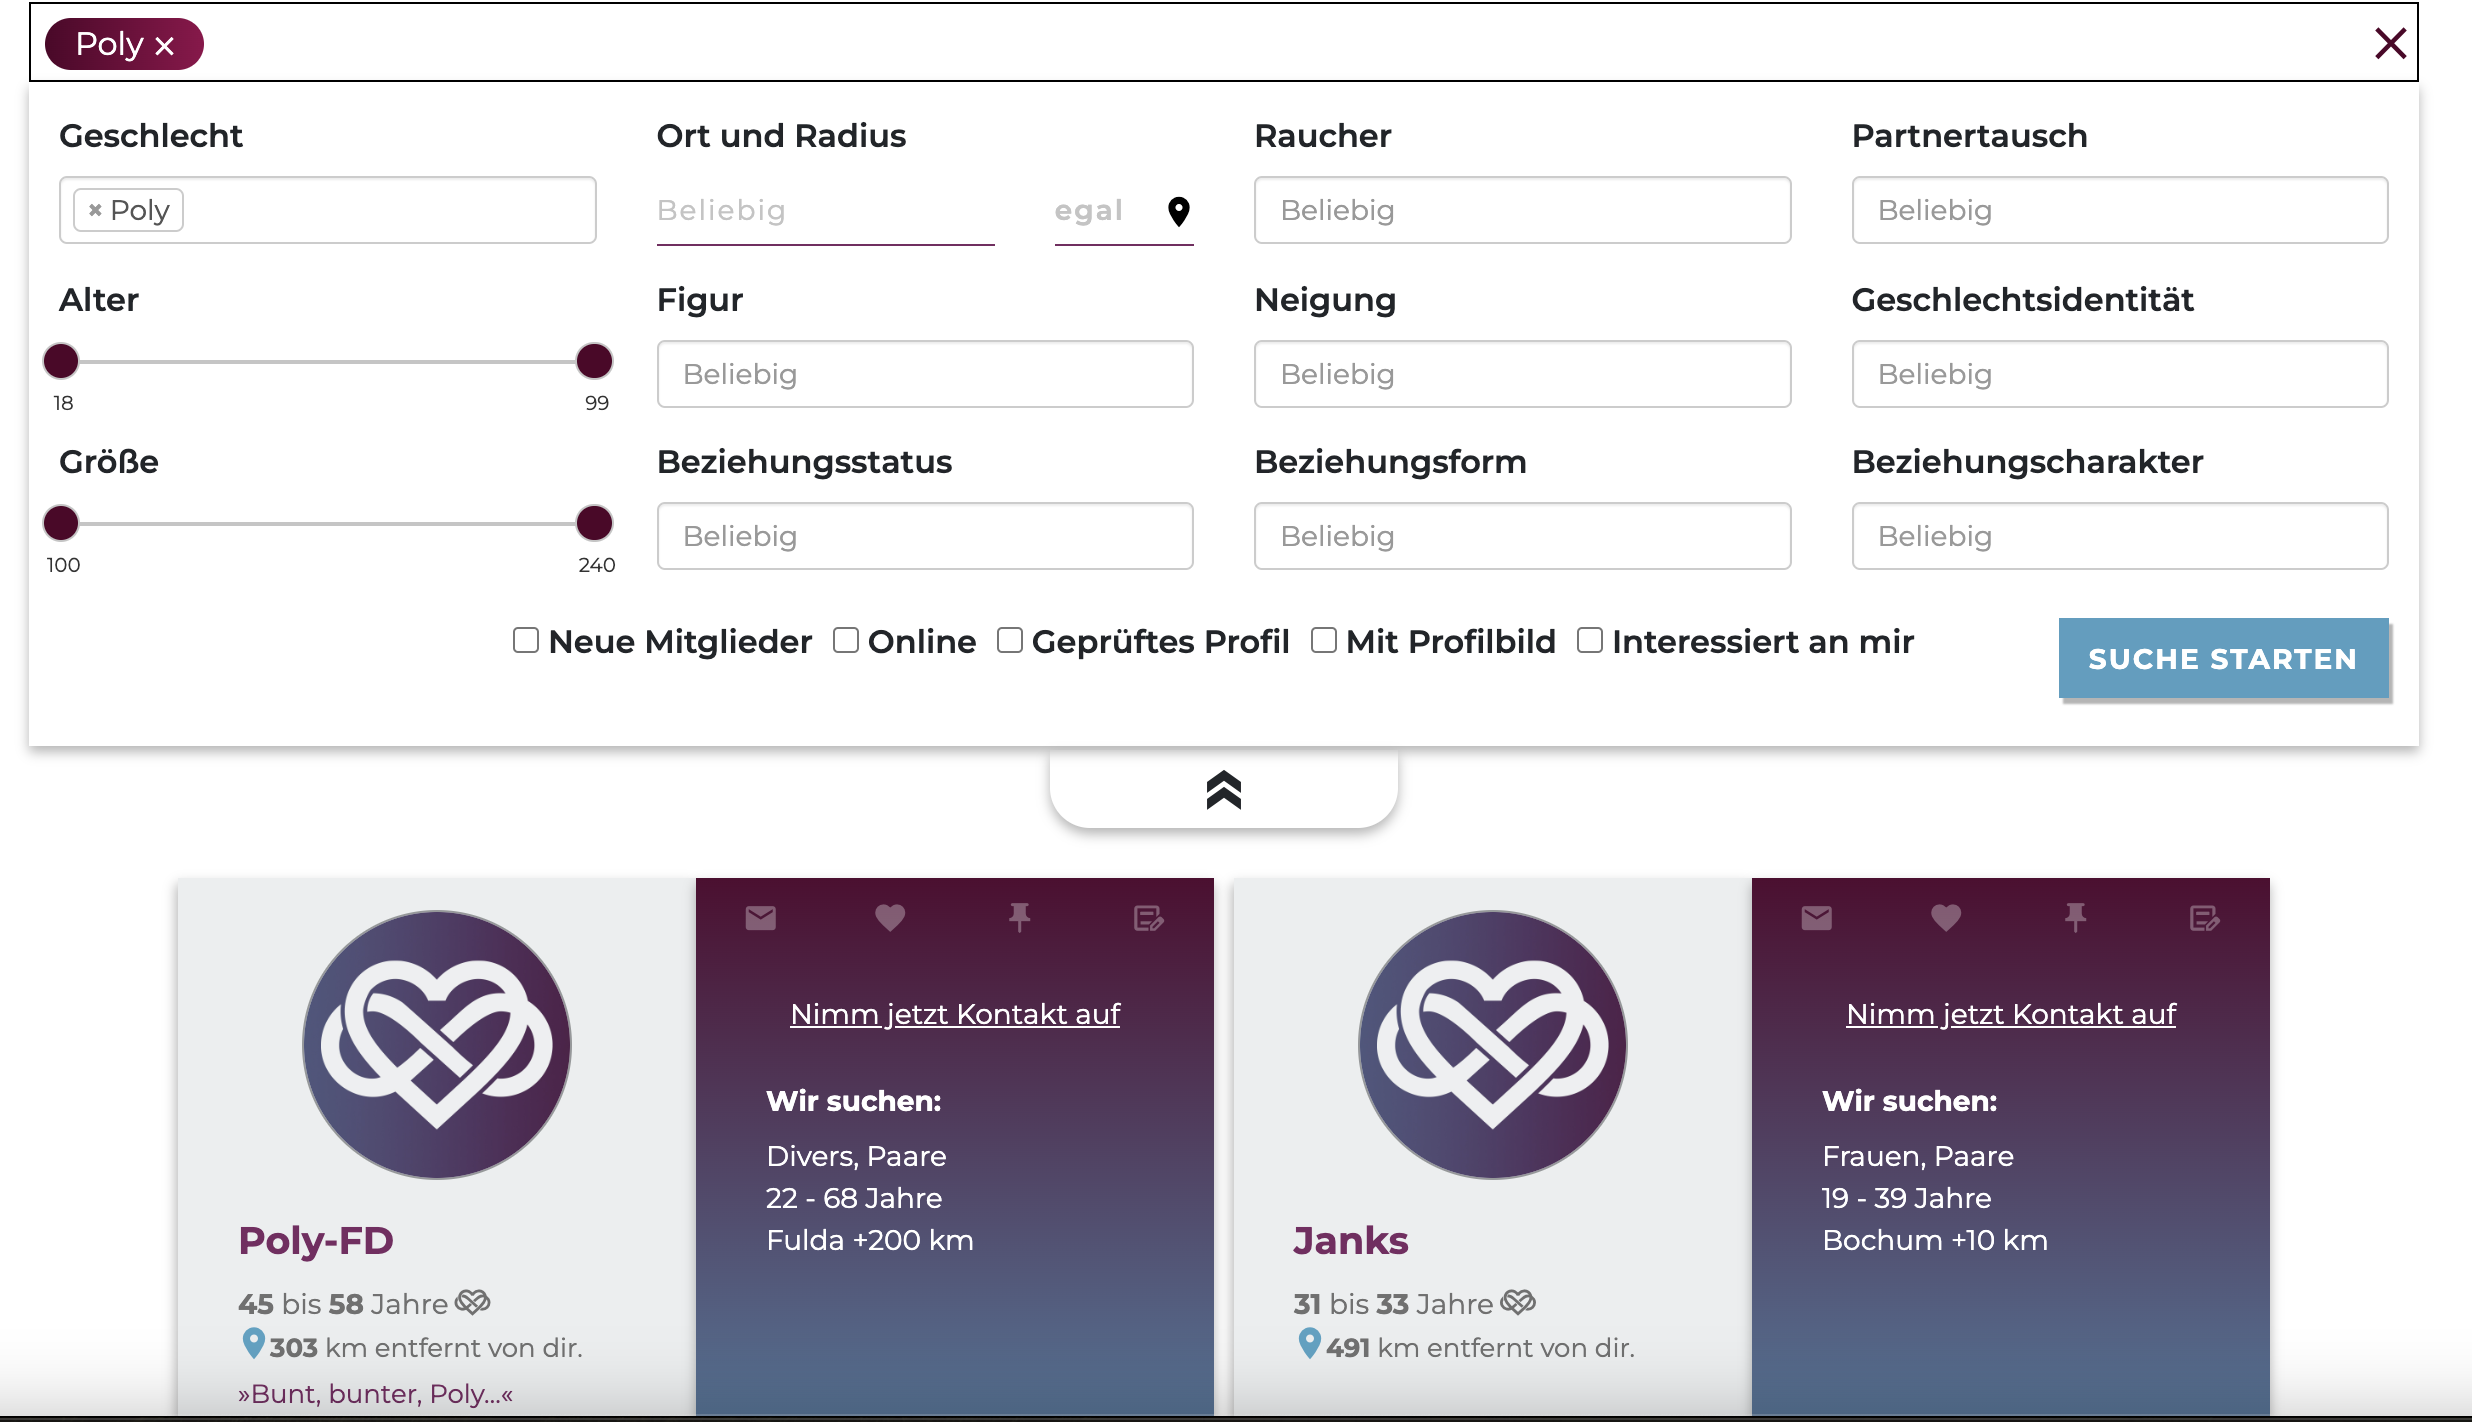 Poly ×
Geschlecht
× Poly
Ort und Radius
Beliebig egal
Raucher
Beliebig
Partnertausch
Beliebig
Alter
18 99
Figur
Beliebig
Neigung
Beliebig
Geschlechtsidentität
Beliebig
Größe
100 240
Beziehungsstatus
Beliebig
Beziehungsform
Beliebig
Beziehungscharakter
Beliebig
Neue Mitglieder Online Geprüftes Profil Mit Profilbild Interessiert an mir
SUCHE STARTEN
Poly-FD
45 bis 58 Jahre
303 km entfernt von dir.
»Bunt, bunter, Poly...«
Nimm jetzt Kontakt auf
Wir suchen:
Divers, Paare
22 - 68 Jahre
Fulda +200 km
Janks
31 bis 33 Jahre
491 km entfernt von dir.
Nimm jetzt Kontakt auf
Wir suchen:
Frauen, Paare
19 - 39 Jahre
Bochum +10 km